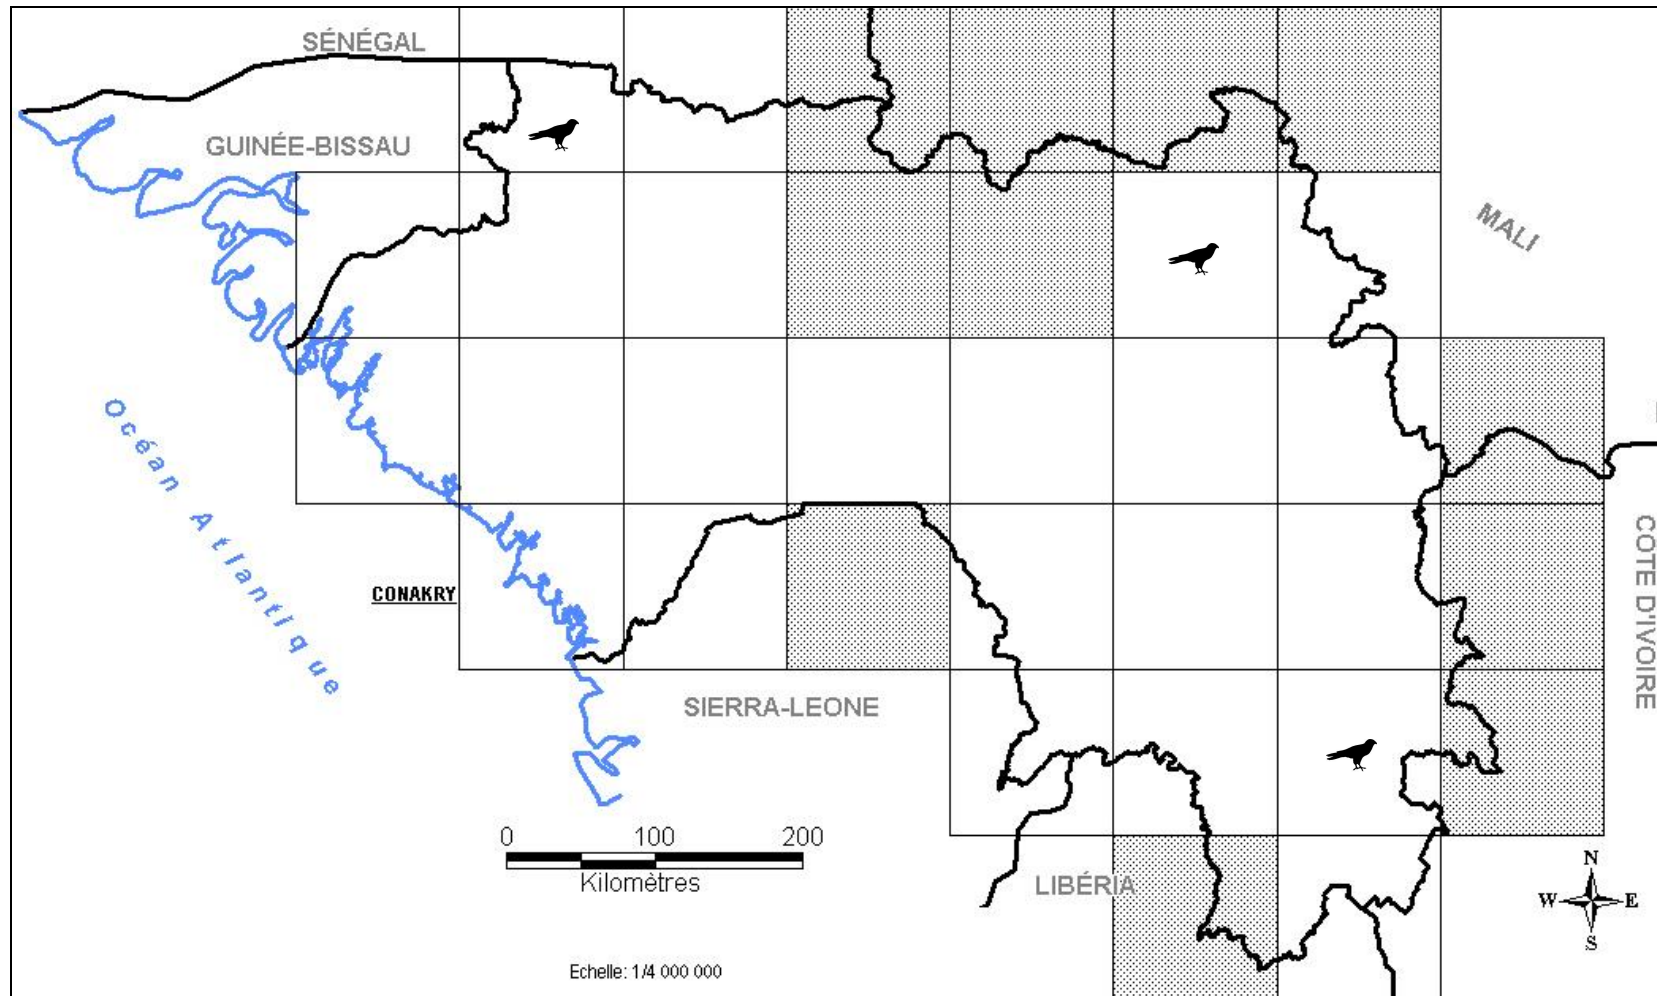 SÉNÉGAL
GUINÉE-BISSAU
MALI
Océan Atlantique
CONAKRY
COTE D'IVOIRE
SIERRA-LEONE
0 100 200
Kilomètres
LIBÉRIA
N
W E
S
Echelle: 1/4 000 000